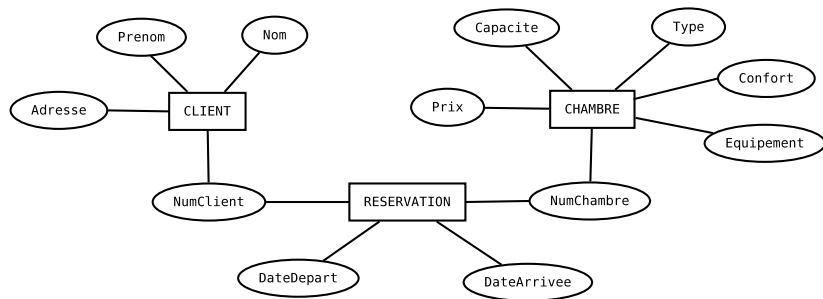 Prenom
Nom
Capacite
Type
Adresse
CLIENT
Prix
CHAMBRE
Confort
Equipement
NumClient
RESERVATION
NumChambre
DateDepart
DateArrivee